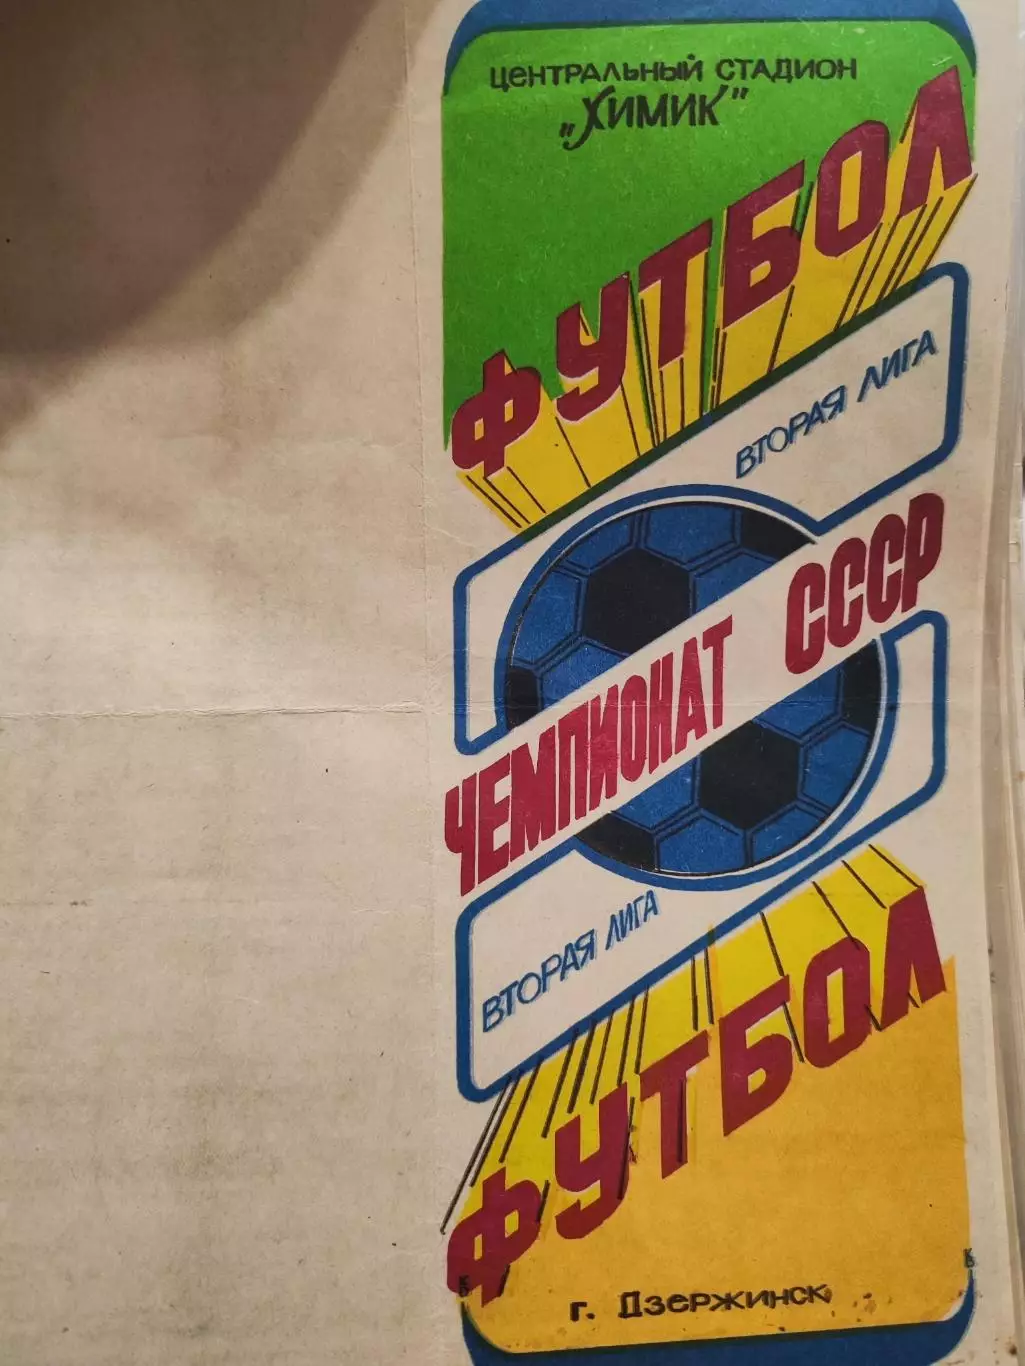 ЦЕНТРАЛЬНЫЙ СТАДИОН
„ХИМИК"
ФУТБОЛ
ВТОРАЯ ЛИГА
ЧЕМПИОНАТ СССР
ВТОРАЯ ЛИГА
ФУТБОЛ
г. Дзержинск